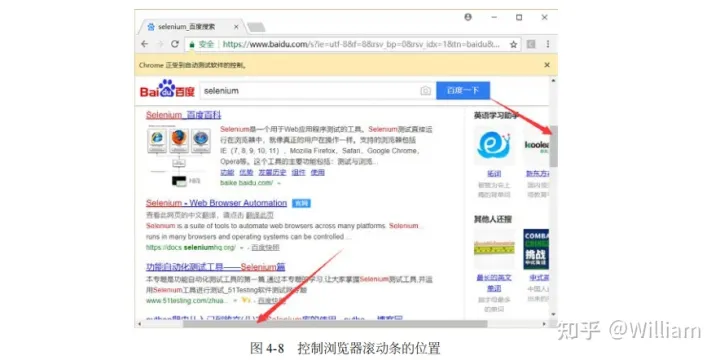 selenium_百度搜索
安全 https://www.baidu.com/s?ie=utf-8&f=8&rsv_bp=0&rsv_idx=1&tn=baidu&
Chrome 正受到自动测试软件的控制。
Bai百度
selenium
百度一下
Selenium_百度百科
Selenium是一个用于Web应用程序测试的工具。Selenium测试直接运
行在浏览器中，就像真正的用户在操作一样。支持的浏览器包括
IE（7, 8, 9, 10, 11），Mozilla Firefox，Safari，Google Chrome，
Opera等。这个工具的主要功能包括：测试与浏览...
功能 优势 发展历史 组件 使用
baike.baidu.com/
Selenium - Web Browser Automation 官网
查看此网页的中文翻译，请点击 翻译此页
Selenium is a suite of tools to automate web browsers across many platforms. Selenium...
runs in many browsers and operating systems can be controlled ...
https://docs.seleniumhq.org/ - 百度快照
功能自动化测试工具——Selenium篇
本专题是功能自动化测试工具的第一篇,通过本专题的学习,让大家掌握Selenium测试工具,并运
用Selenium工具进行测试_51Testing软件测试网专题
www.51testing.com/zhua... - 百度快照
英语学习助手
拓词
新东方
其他人还搜
COMBAT
挑战
最长的英文
单词
中式英
知乎 @William
图 4-8 控制浏览器滚动条的位置